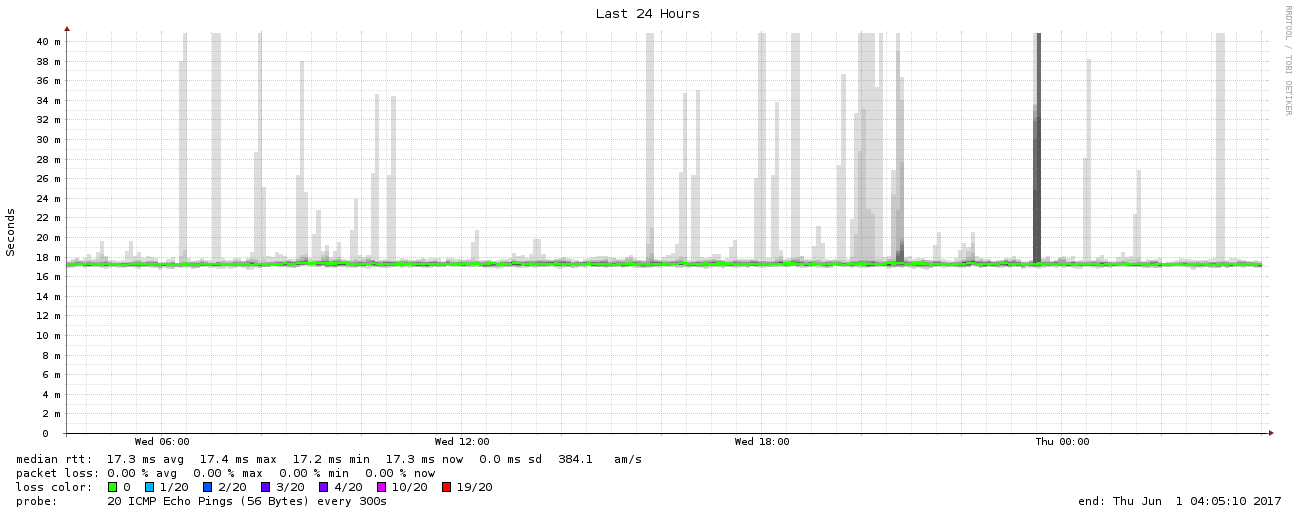 Last 24 Hours
RRDTOOL / TOBI OETIKER
Seconds
40 m
38 m
36 m
34 m
32 m
30 m
28 m
26 m
24 m
22 m
20 m
18 m
16 m
14 m
12 m
10 m
8 m
6 m
4 m
2 m
0
Wed 06:00 Wed 12:00 Wed 18:00 Thu 00:00
median rtt: 17.3 ms avg 17.4 ms max 17.2 ms min 17.3 ms now 0.0 ms sd 384.1 am/s
packet loss: 0.00 % avg 0.00 % max 0.00 % min 0.00 % now
loss color: 0 1/20 2/20 3/20 4/20 10/20 19/20
probe: 20 ICMP Echo Pings (56 Bytes) every 300s end: Thu Jun 1 04:05:10 2017